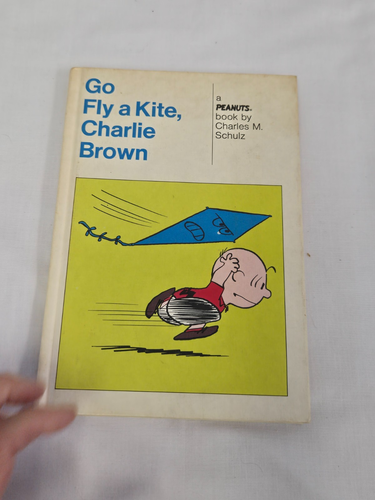 Go
Fly a Kite,
Charlie
Brown
a
PEANUTS®
book by
Charles M.
Schulz